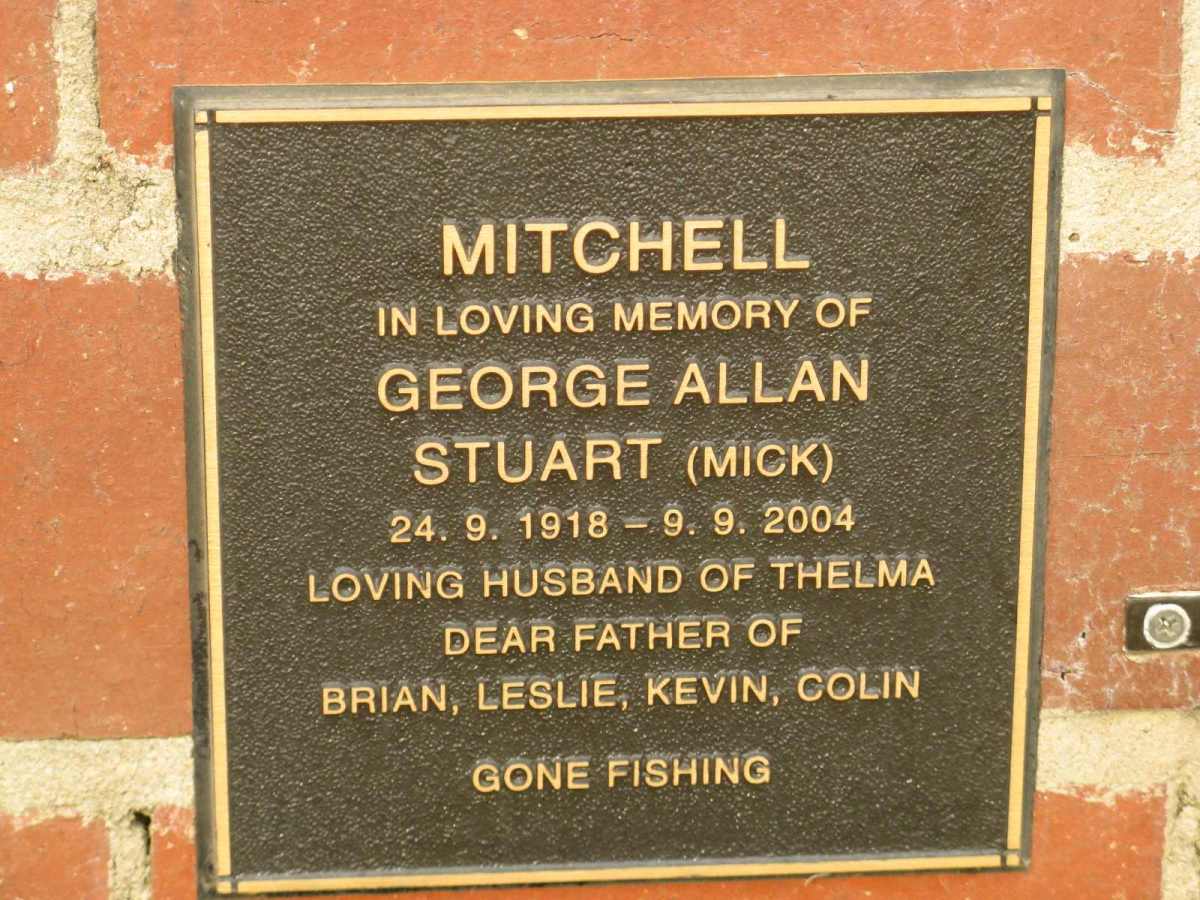 MITCHELL
IN LOVING MEMORY OF
GEORGE ALLAN
STUART (MICK)
24. 9. 1918 – 9. 9. 2004
LOVING HUSBAND OF THELMA
DEAR FATHER OF
BRIAN, LESLIE, KEVIN, COLIN
GONE FISHING